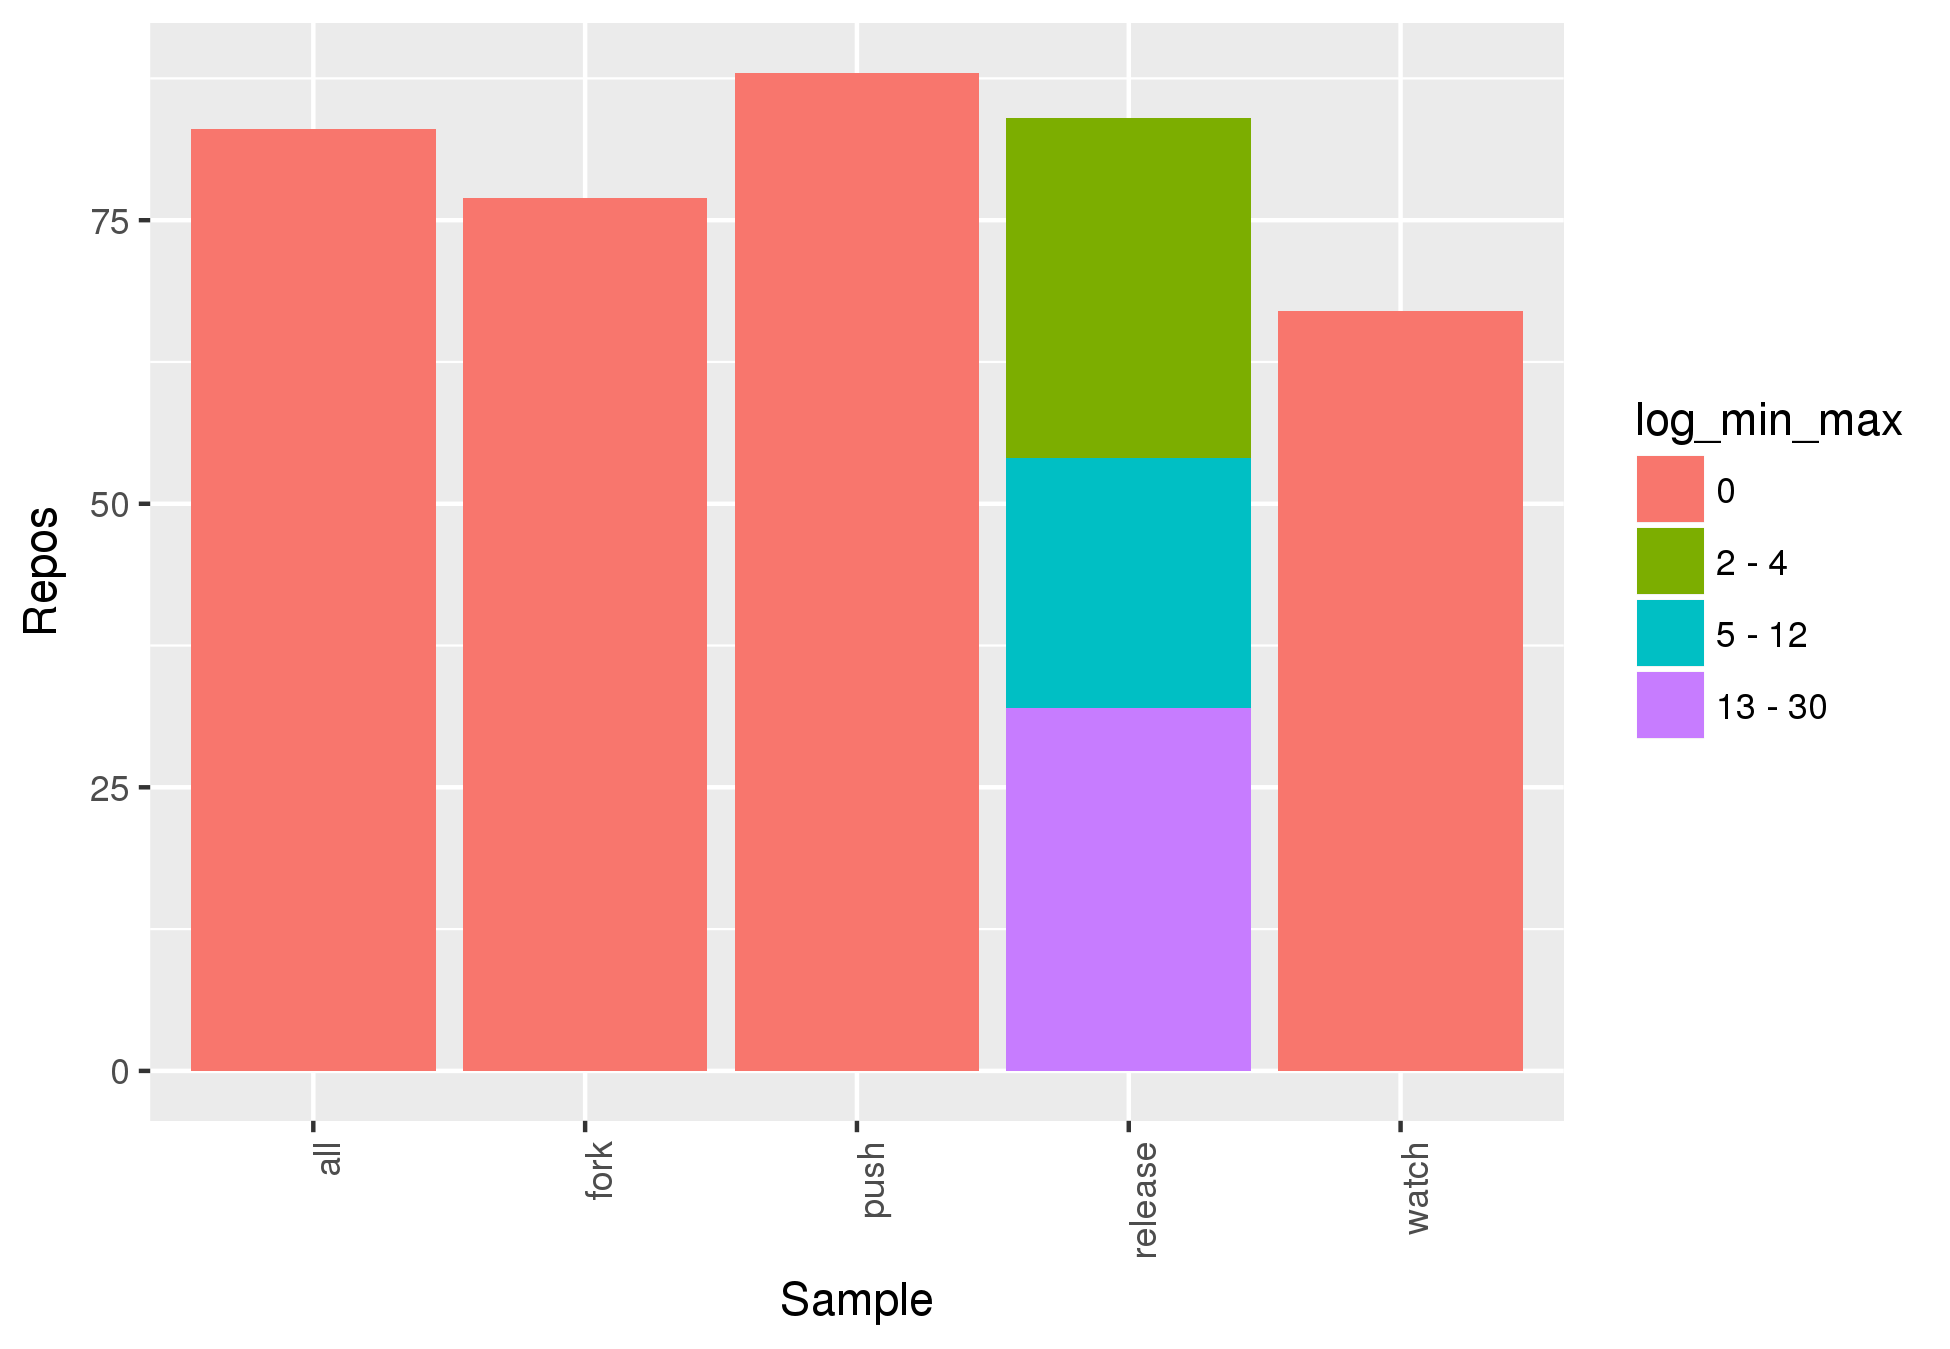 Repos
75
50
25
0
all
fork
push
release
watch
Sample
log_min_max
0
2 - 4
5 - 12
13 - 30